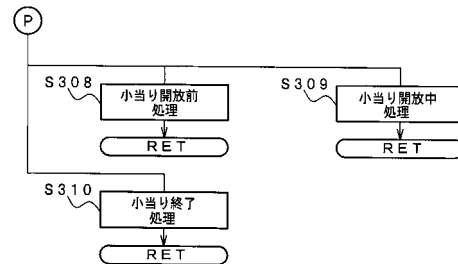 P
S308
小当り開放前
処理
RET
S309
小当り開放中
処理
RET
S310
小当り終了
処理
RET